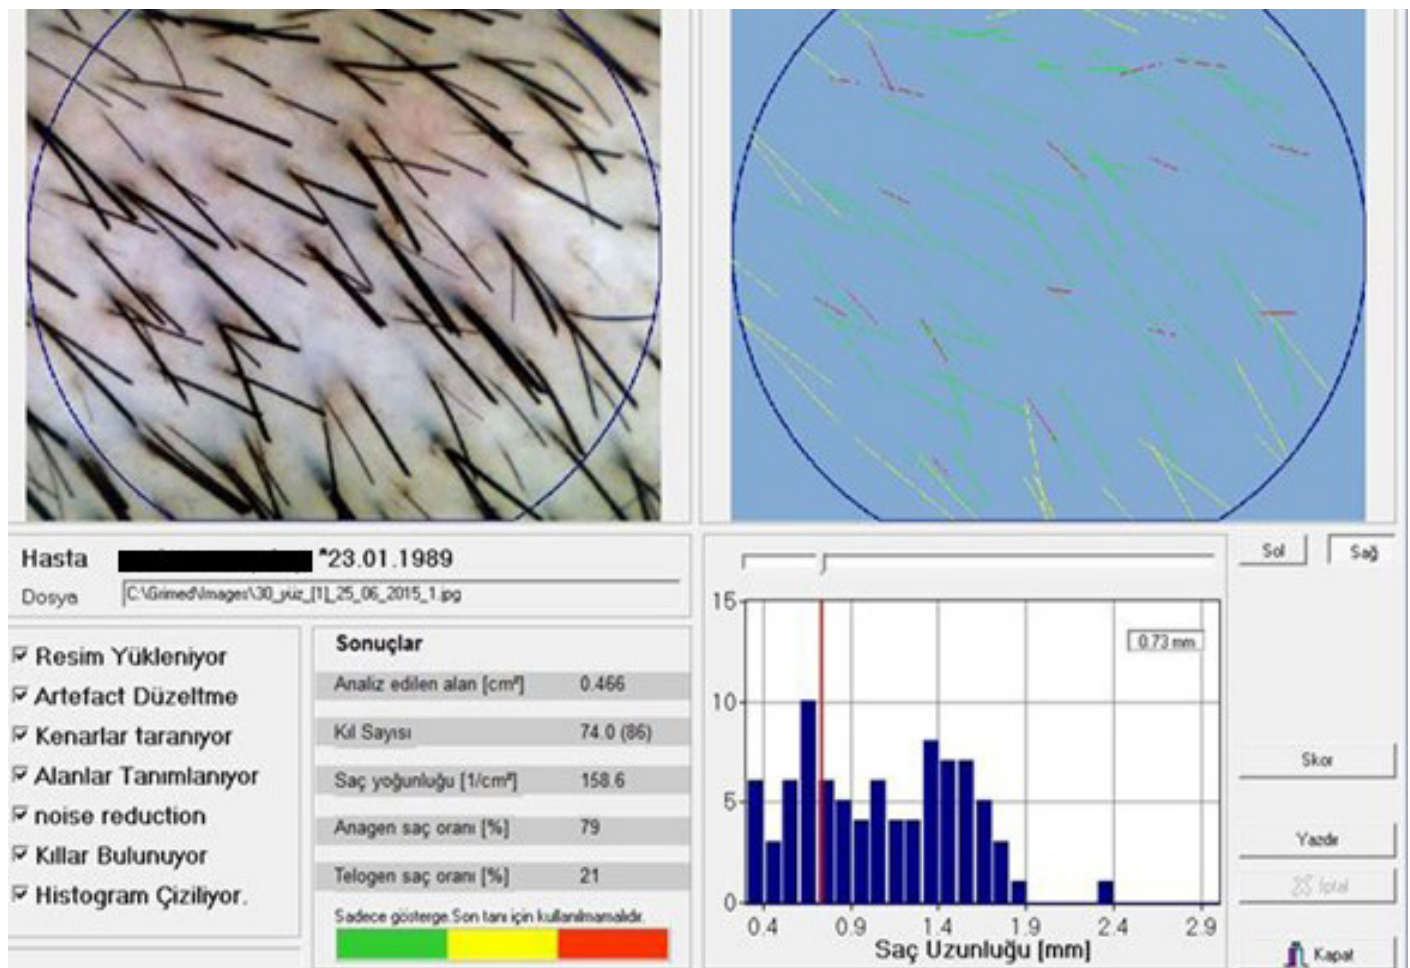 Hasta *23.01.1989
Dosya C:\Grimed\Images\30_yüz_[1]_25_06_2015_1.jpg
Resim Yükleniyor
Artefact Düzeltme
Kenarlar taranıyor
Alanlar Tanımlanıyor
noise reduction
Kıllar Bulunuyor
Histogram Çiziliyor.
Sonuçlar
Analiz edilen alan [cm²] 0.466
Kıl Sayısı 74.0 (86)
Saç yoğunluğu [1/cm²] 158.6
Anagen saç oranı [%] 79
Telogen saç oranı [%] 21
Sadece gösterge.Son tanı için kullanılmamalıdır.
15
10
5
0
0.73 mm
0.4 0.9 1.4 1.9 2.4 2.9
Saç Uzunluğu [mm]
Sol Sağ
Skor
Yazdır
İptal
Kapat